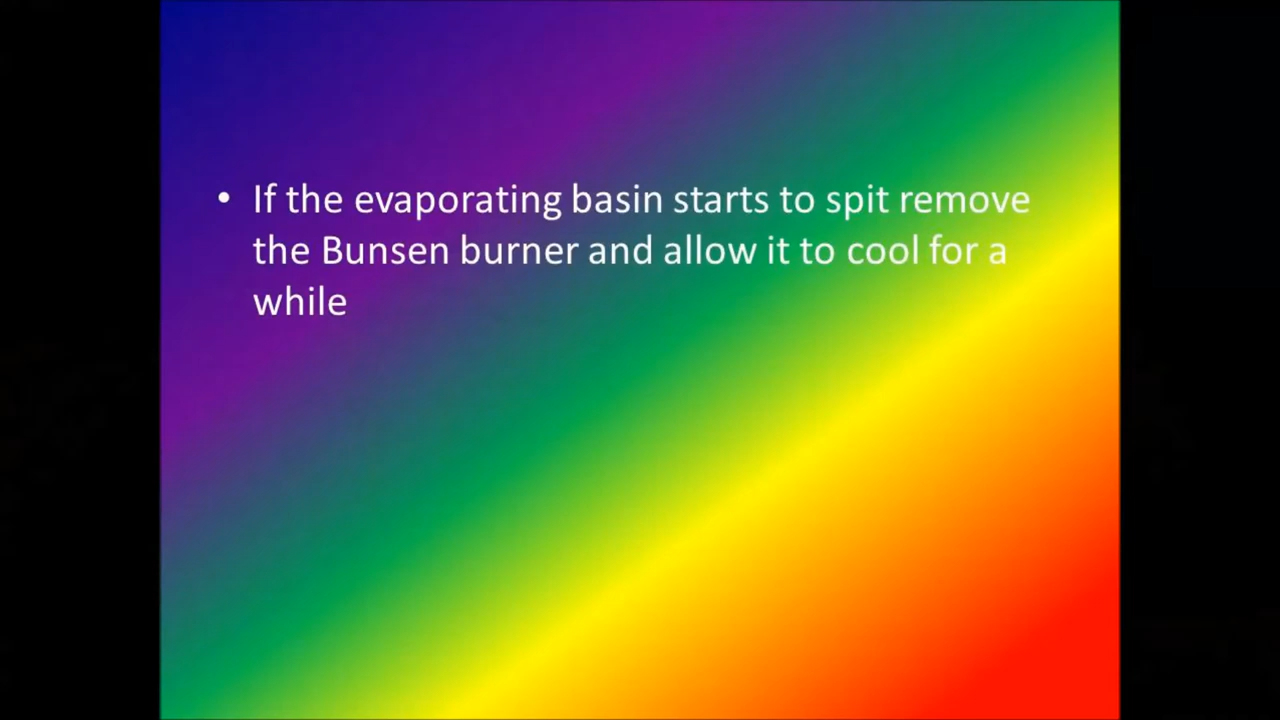 • If the evaporating basin starts to spit remove
the Bunsen burner and allow it to cool for a
while